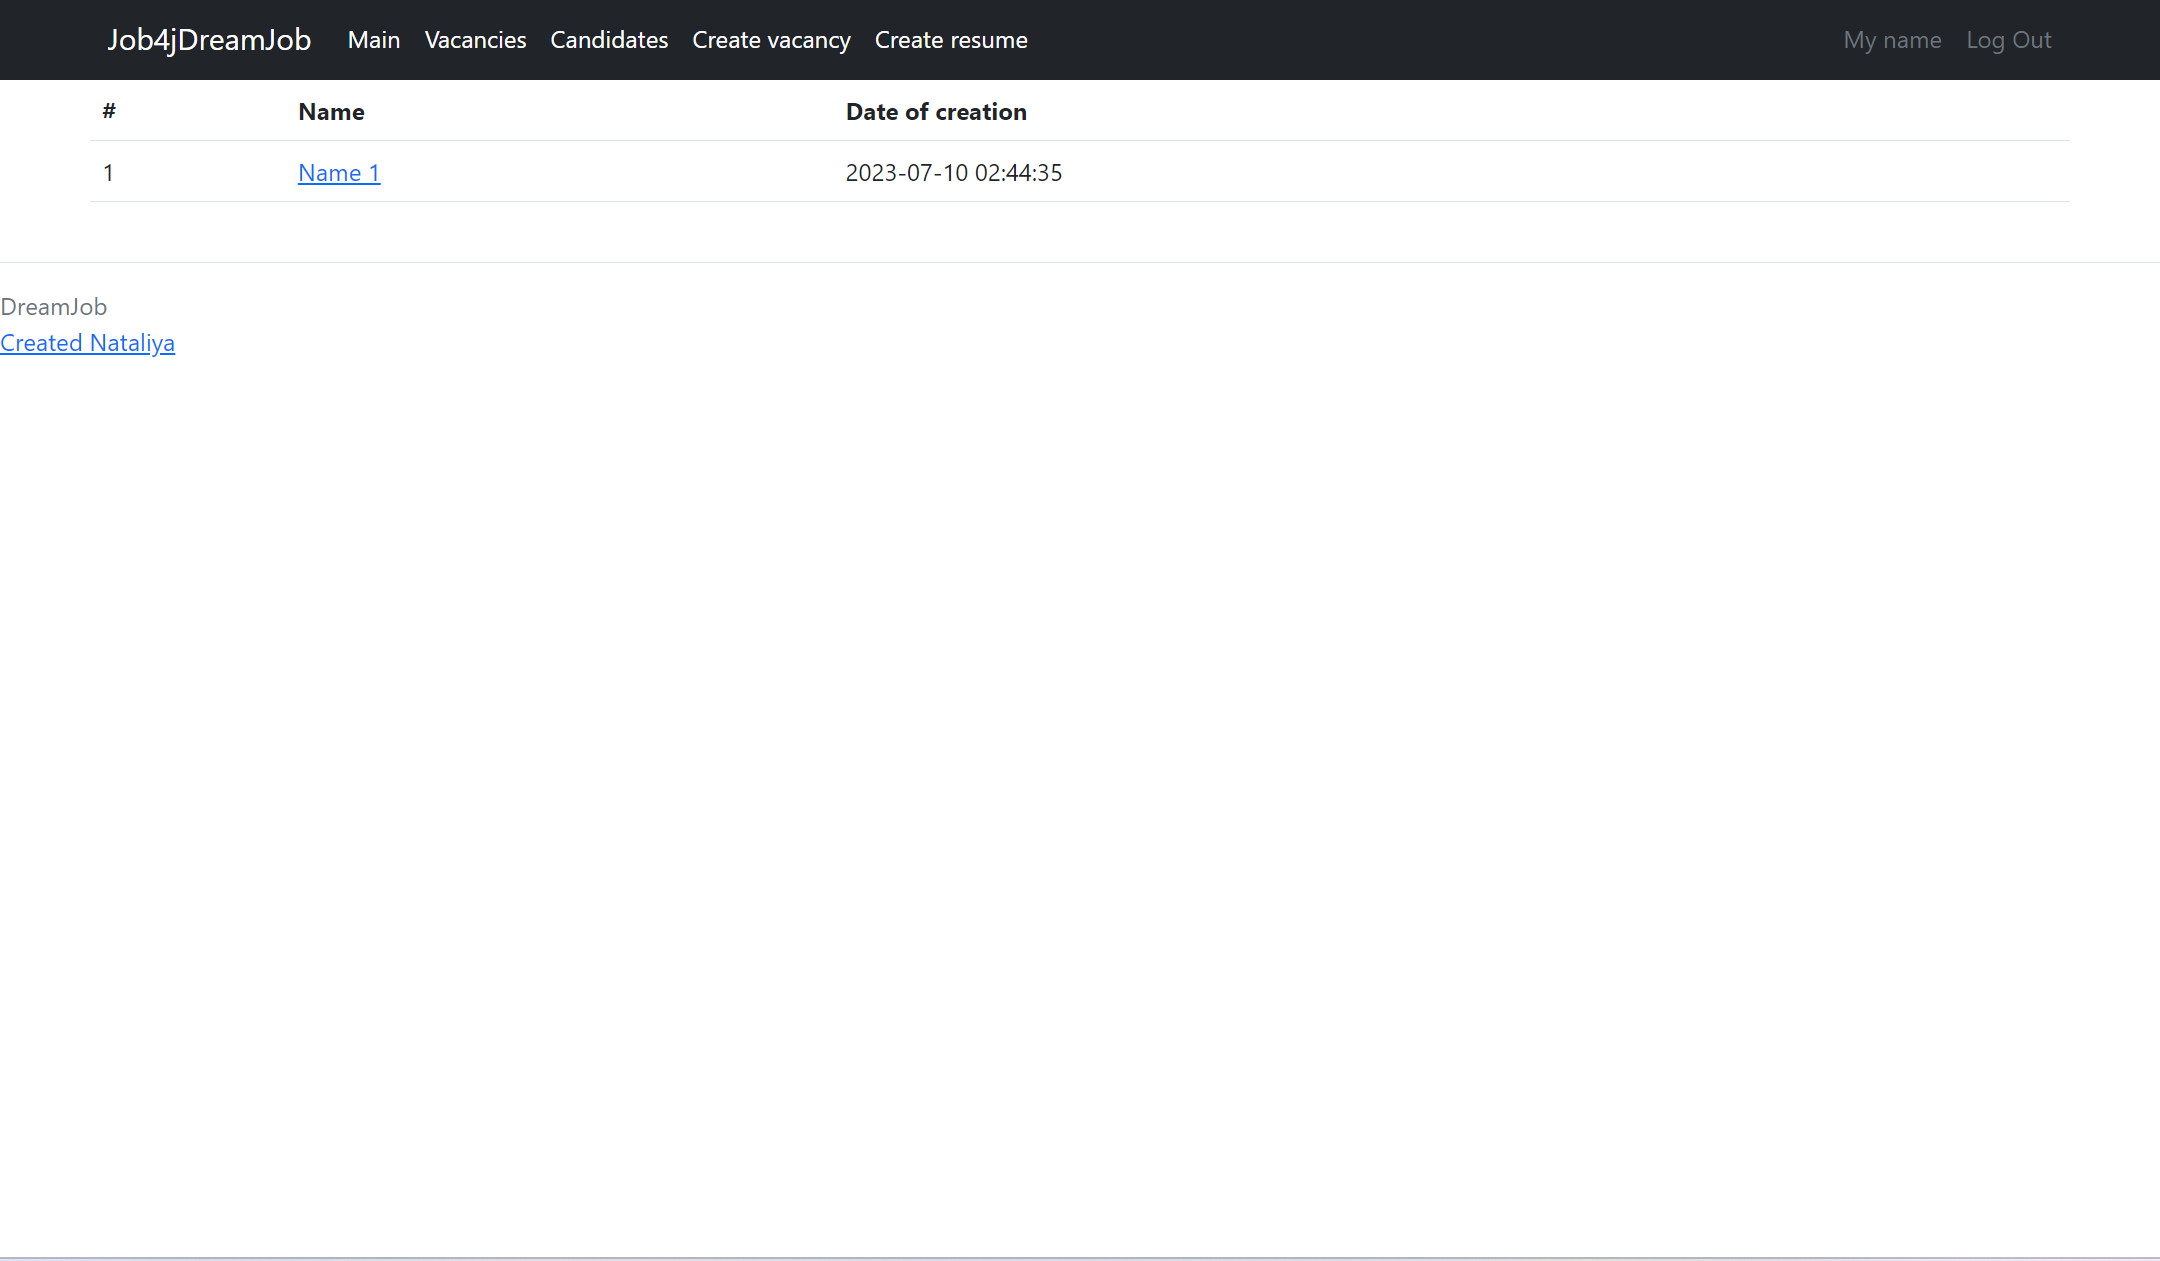 Job4jDreamJob Main Vacancies Candidates Create vacancy Create resume My name Log Out
# Name Date of creation
1 Name 1 2023-07-10 02:44:35
DreamJob
Created Nataliya